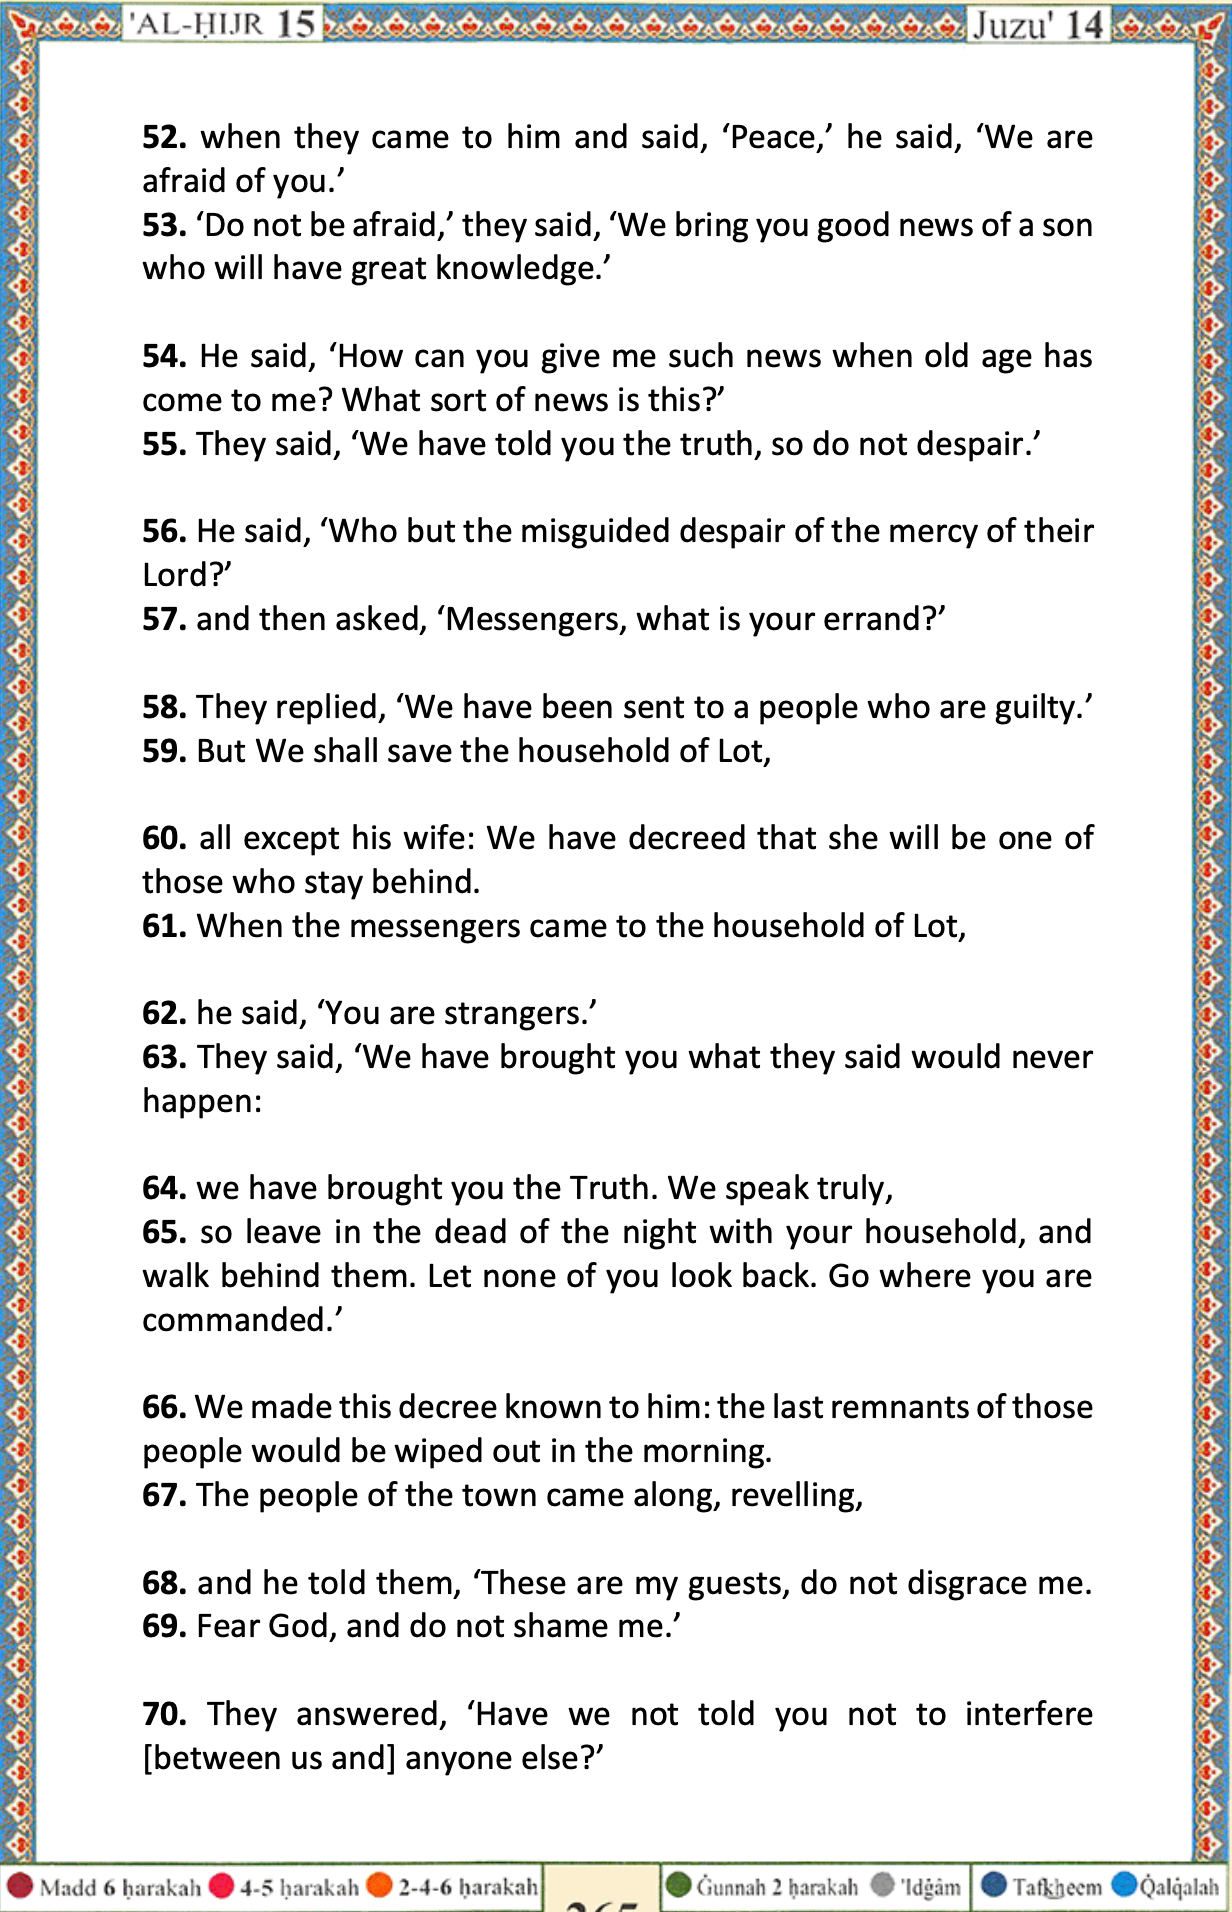 'AL-ḤIJR 15
Juzu' 14
52. when they came to him and said, ‘Peace,’ he said, ‘We are
afraid of you.’
53. ‘Do not be afraid,’ they said, ‘We bring you good news of a son
who will have great knowledge.’
54. He said, ‘How can you give me such news when old age has
come to me? What sort of news is this?’
55. They said, ‘We have told you the truth, so do not despair.’
56. He said, ‘Who but the misguided despair of the mercy of their
Lord?’
57. and then asked, ‘Messengers, what is your errand?’
58. They replied, ‘We have been sent to a people who are guilty.’
59. But We shall save the household of Lot,
60. all except his wife: We have decreed that she will be one of
those who stay behind.
61. When the messengers came to the household of Lot,
62. he said, ‘You are strangers.’
63. They said, ‘We have brought you what they said would never
happen:
64. we have brought you the Truth. We speak truly,
65. so leave in the dead of the night with your household, and
walk behind them. Let none of you look back. Go where you are
commanded.’
66. We made this decree known to him: the last remnants of those
people would be wiped out in the morning.
67. The people of the town came along, revelling,
68. and he told them, ‘These are my guests, do not disgrace me.
69. Fear God, and do not shame me.’
70. They answered, ‘Have we not told you not to interfere
[between us and] anyone else?’
Madd 6 ḥarakah 4-5 ḥarakah 2-4-6 ḥarakah
Ġunnah 2 ḥarakah 'Idġâm
Tafkheem Qalqalah
265